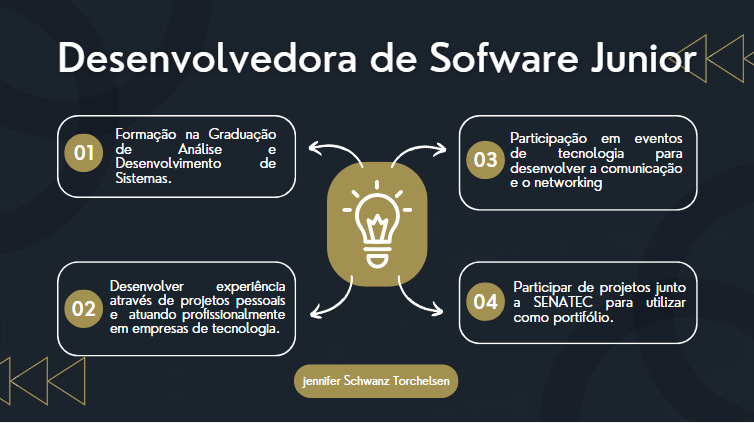 Desenvolvedora de Sofware Junior
01
Formação na Graduação
de Análise e
Desenvolvimento de
Sistemas.
02
Desenvolver experiência
através de projetos pessoais
e atuando profissionalmente
em empresas de tecnologia.
03
Participação em eventos
de tecnologia para
desenvolver a comunicação
e o networking
04
Participar de projetos junto
a SENATEC para utilizar
como portifólio.
Jennifer Schwanz Torchelsen